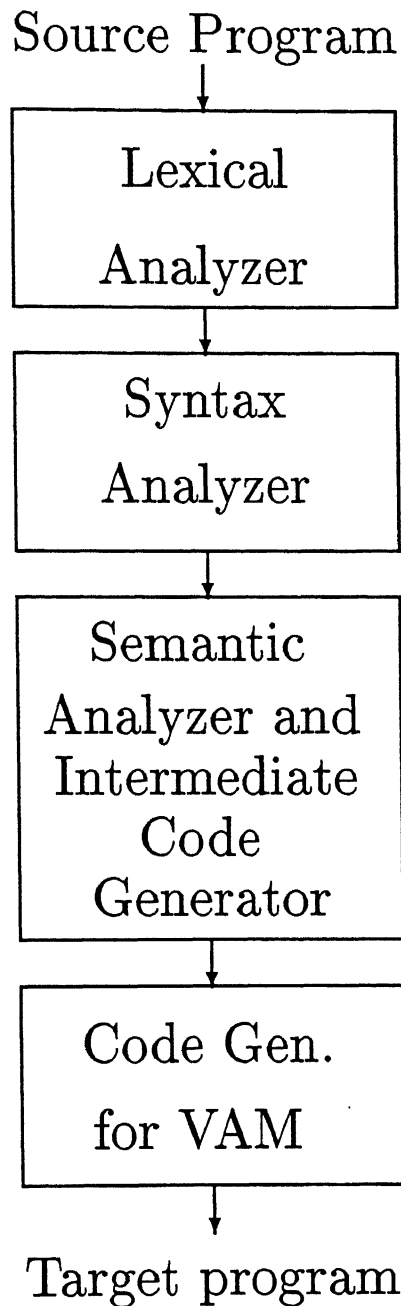 Source Program
Lexical
Analyzer
Syntax
Analyzer
Semantic
Analyzer and
Intermediate
Code
Generator
Code Gen.
for VAM
Target program